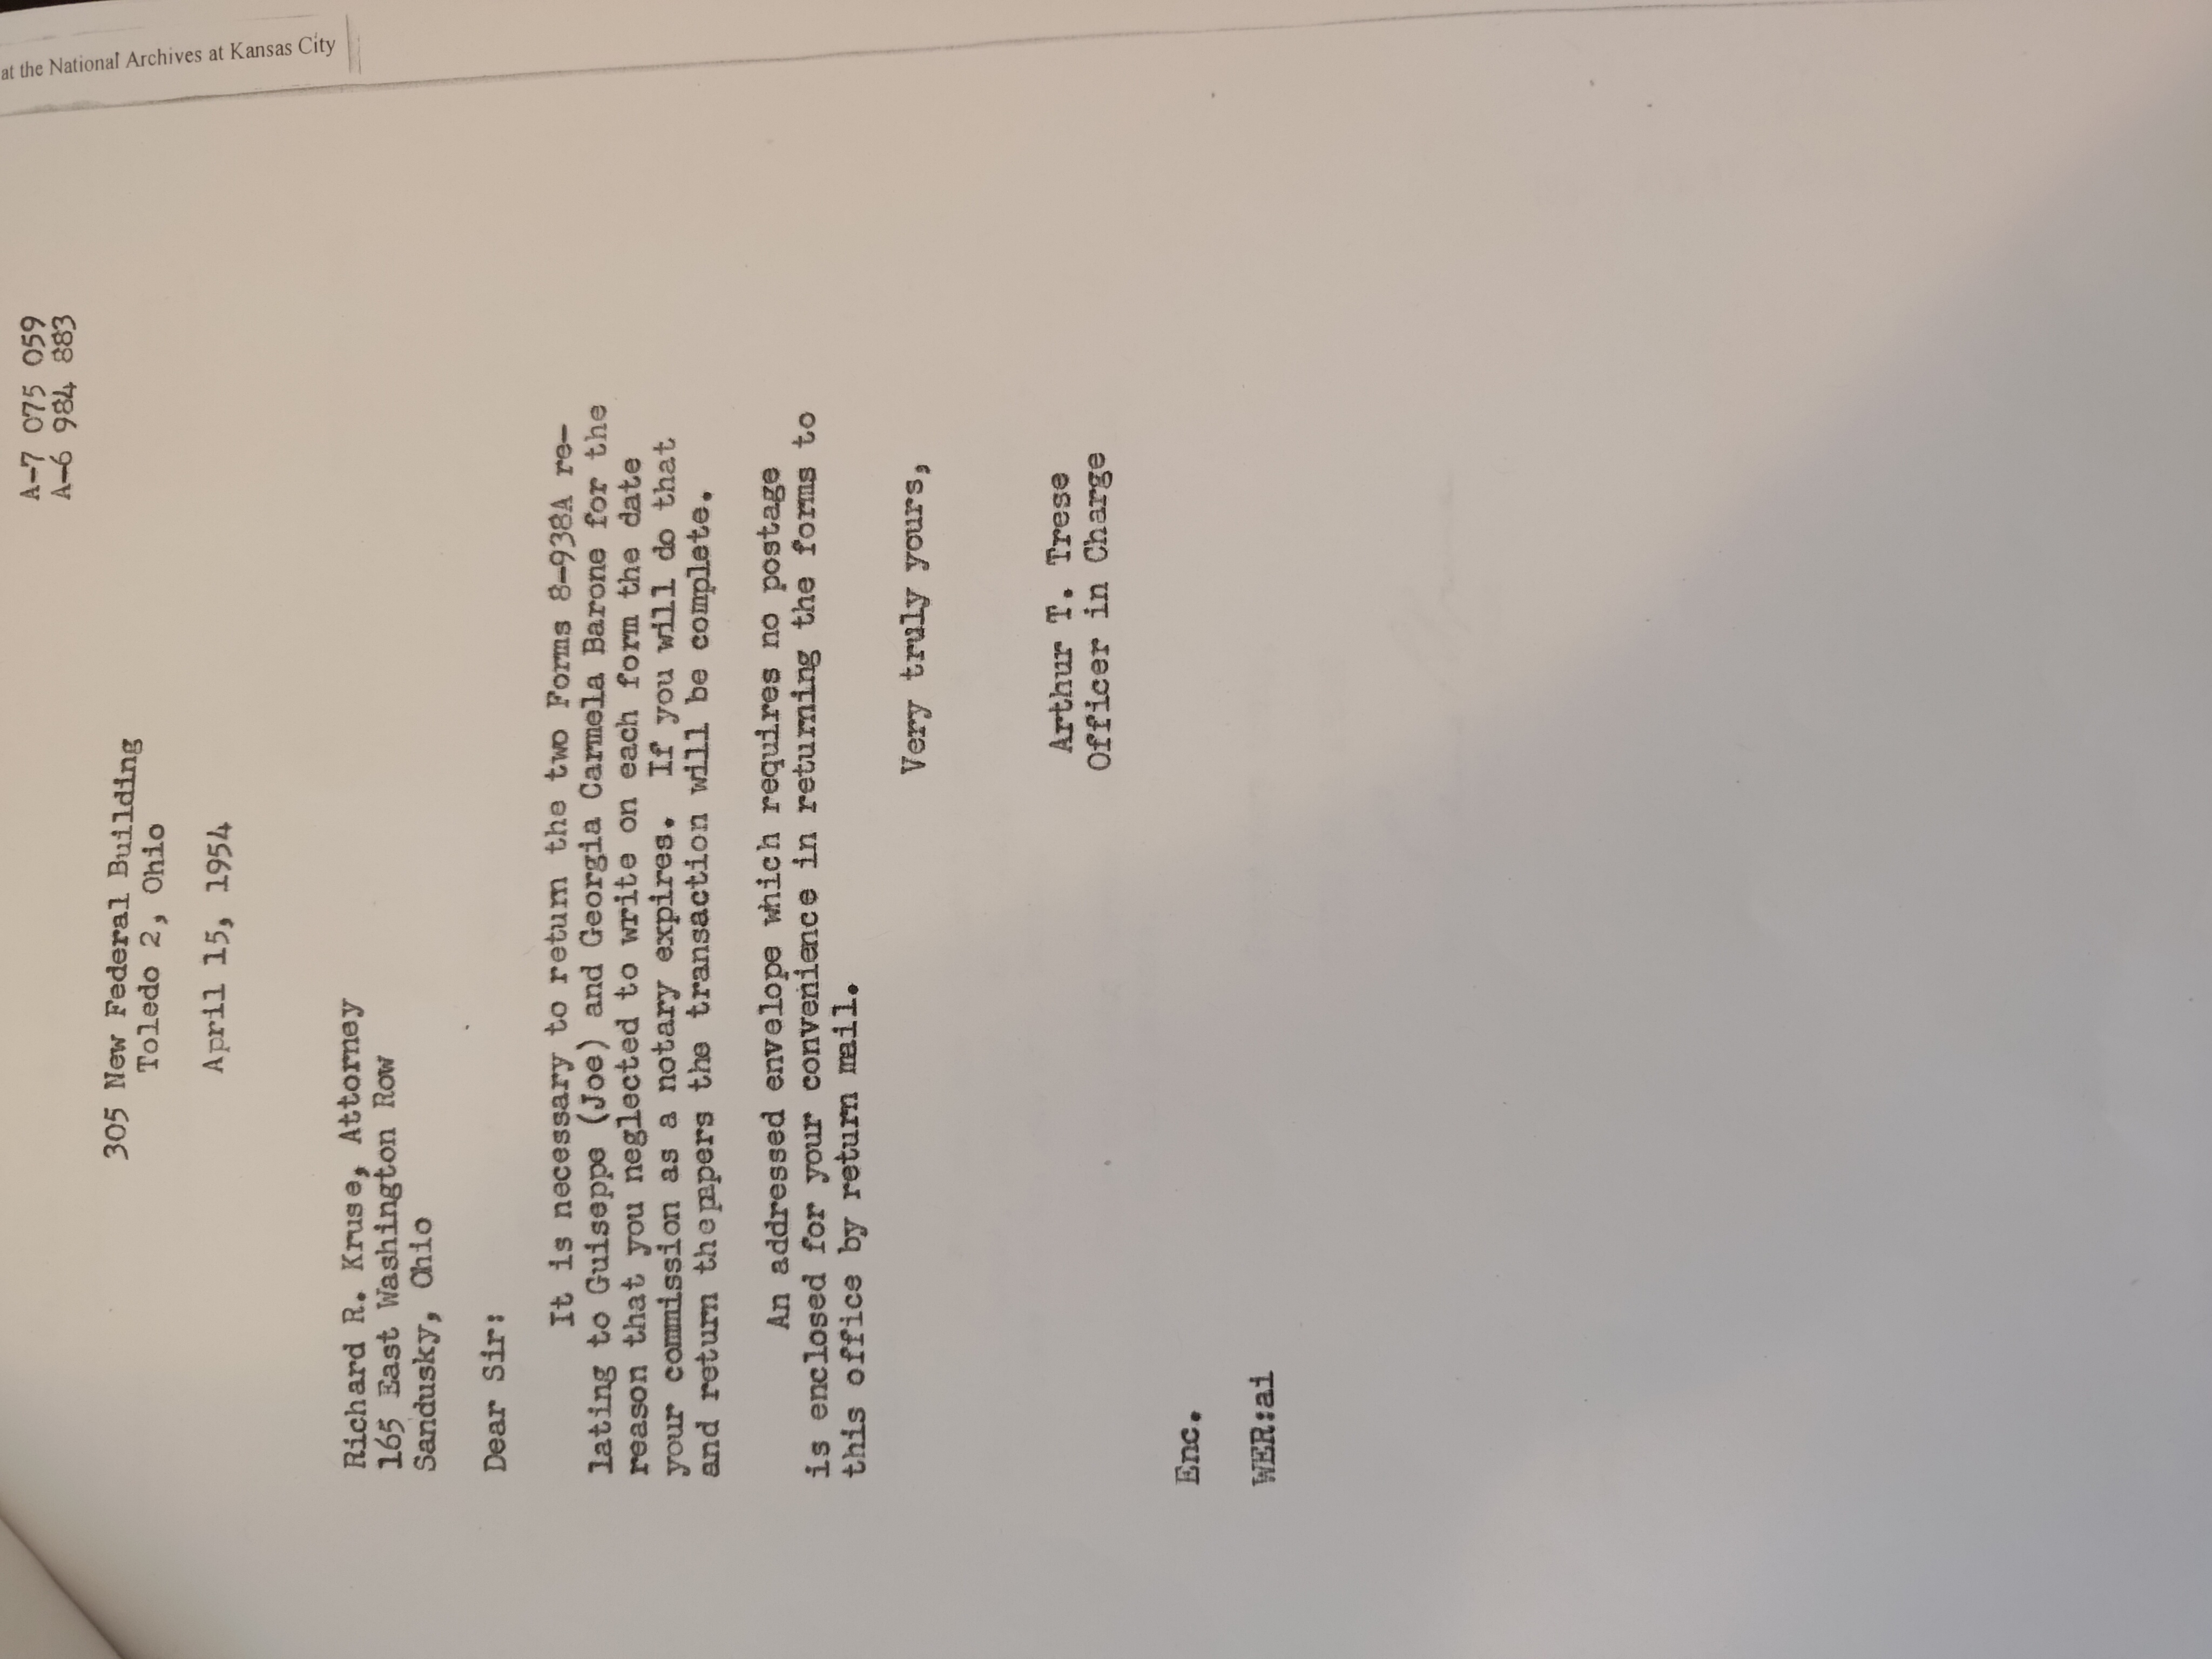 A-7 075 059
A-6 984 883
305 New Federal Building
Toledo 2, Ohio
April 15, 1954
Richard R. Kruse, Attorney
165 East Washington Row
Sandusky, Ohio
Dear Sir:
It is necessary to return the two Forms 8-938A re-
lating to Guiseppe (Joe) and Georgia Carmela Barone for the
reason that you neglected to write on each form the date
your commission as a notary expires. If you will do that
and return thepapers the transaction will be complete.
An addressed envelope which requires no postage
is enclosed for your convenience in returning the forms to
this office by return mail.
Very truly yours,
Arthur T. Trese
Officer in Charge
Enc.
WER:ai
at the National Archives at Kansas City